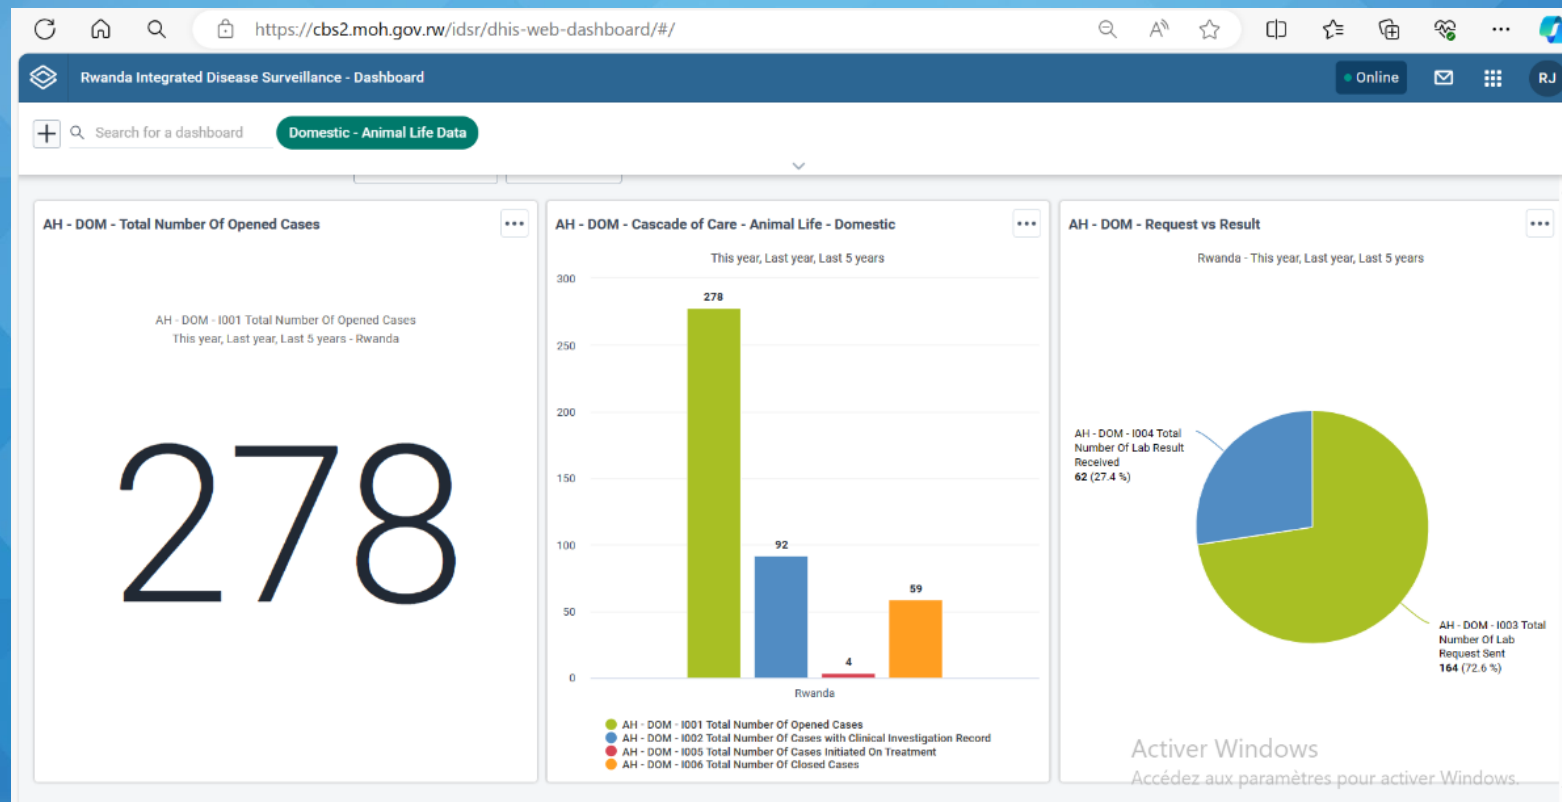 https://cbs2.moh.gov.rw/idsr/dhis-web-dashboard/#/
Rwanda Integrated Disease Surveillance - Dashboard
Online
RJ
Search for a dashboard
Domestic - Animal Life Data
AH - DOM - Total Number Of Opened Cases
AH - DOM - I001 Total Number Of Opened Cases
This year, Last year, Last 5 years - Rwanda
278
AH - DOM - Cascade of Care - Animal Life - Domestic
This year, Last year, Last 5 years
300
250
200
150
100
50
0
278
92
4
59
Rwanda
AH - DOM - I001 Total Number Of Opened Cases
AH - DOM - I002 Total Number Of Cases with Clinical Investigation Record
AH - DOM - I005 Total Number Of Cases Initiated On Treatment
AH - DOM - I006 Total Number Of Closed Cases
AH - DOM - Request vs Result
Rwanda - This year, Last year, Last 5 years
AH - DOM - I004 Total
Number Of Lab Result
Received
62 (27.4 %)
AH - DOM - I003 Total
Number Of Lab
Request Sent
164 (72.6 %)
Activer Windows
Accédez aux paramètres pour activer Windows.